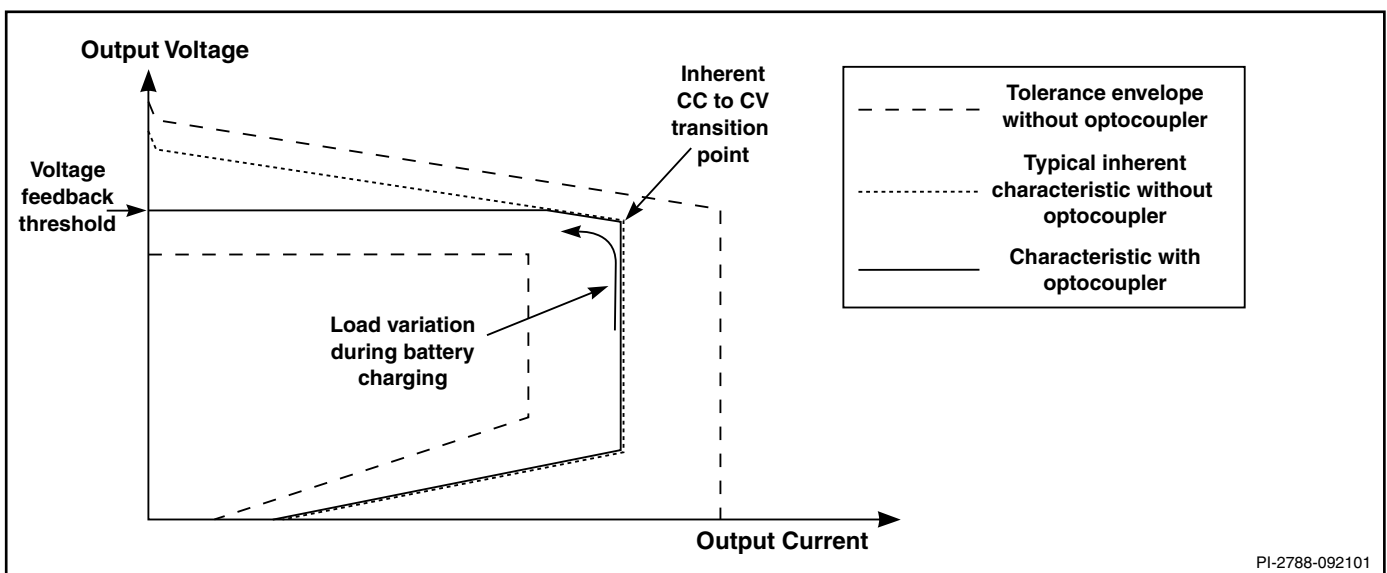 Output Voltage
Inherent
CC to CV
transition
point
Tolerance envelope
without optocoupler
Typical inherent
characteristic without
optocoupler
Characteristic with
optocoupler
Voltage
feedback
threshold
Load variation
during battery
charging
Output Current
PI-2788-092101